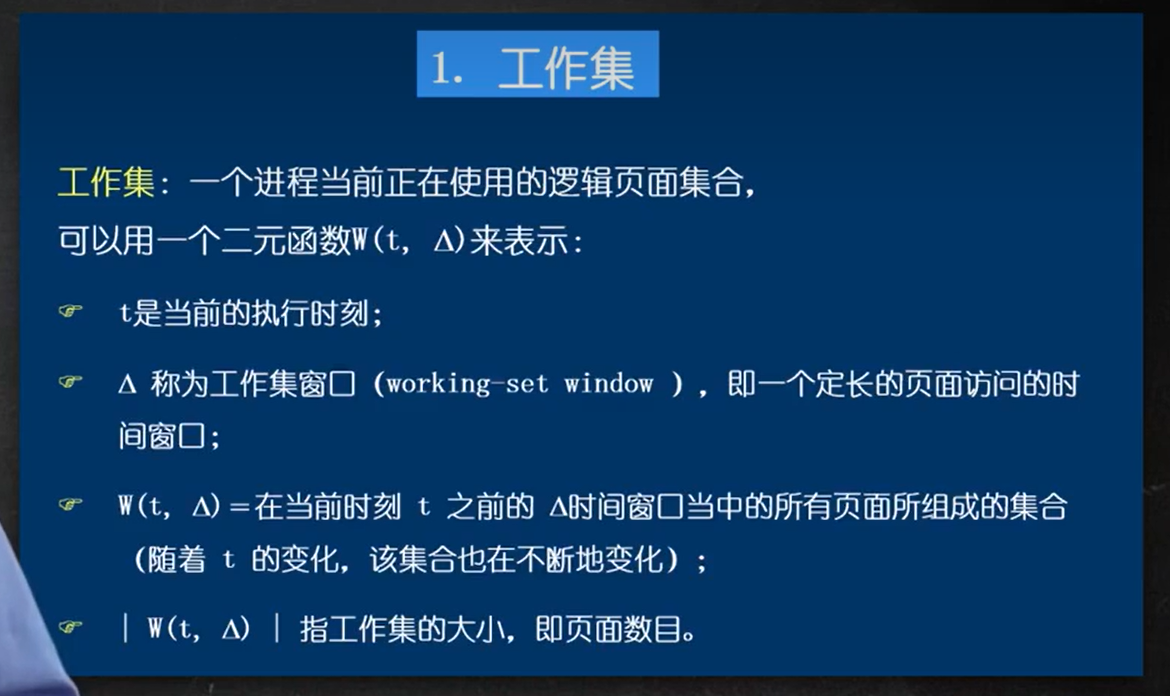 1. 工作集
工作集：一个进程当前正在使用的逻辑页面集合，
可以用一个二元函数W(t, Δ)来表示：
t是当前的执行时刻；
Δ 称为工作集窗口（working-set window ），即一个定长的页面访问的时
间窗口；
W(t, Δ)＝在当前时刻 t 之前的 Δ时间窗口当中的所有页面所组成的集合
（随着 t 的变化，该集合也在不断地变化）；
｜W(t, Δ)｜指工作集的大小，即页面数目。